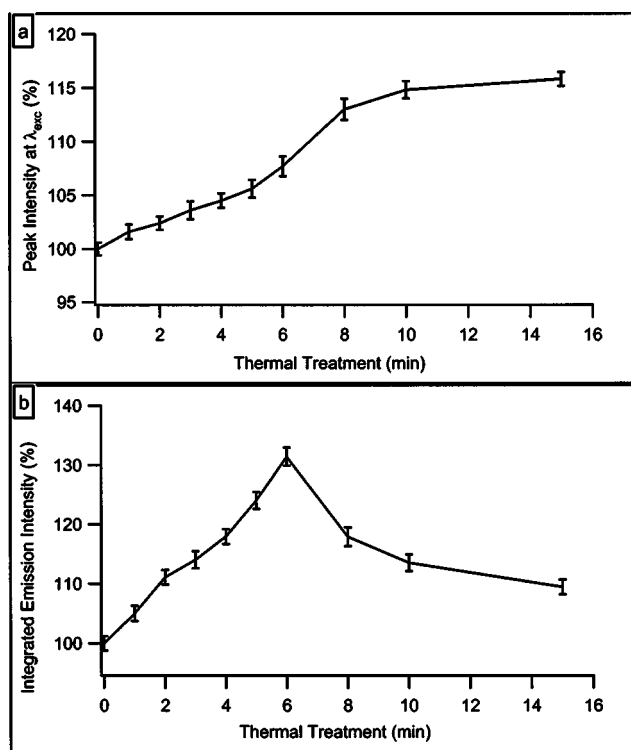 a
Peak Intensity at λexc (%)
120
115
110
105
100
95
0 2 4 6 8 10 12 14 16
Thermal Treatment (min)
b
Integrated Emission Intensity (%)
140
130
120
110
100
0 2 4 6 8 10 12 14 16
Thermal Treatment (min)